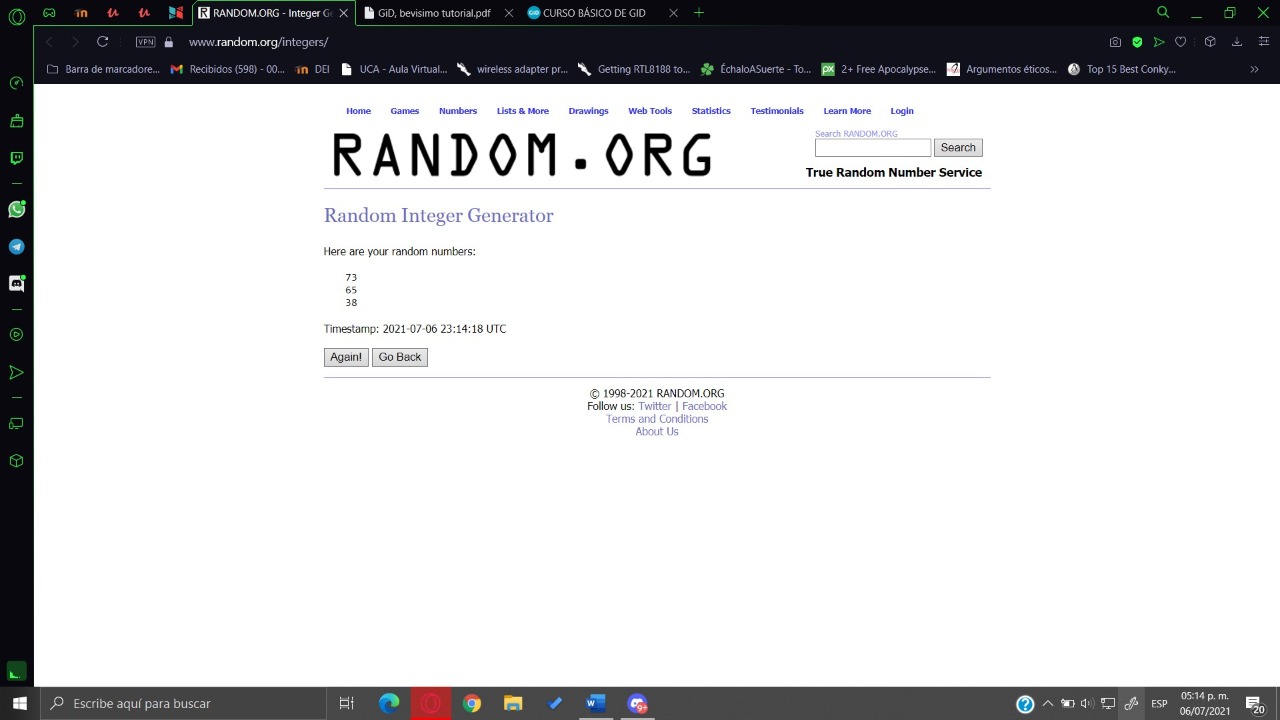 RANDOM.ORG - Integer G
GID, bevisimo tutorial.pdf
GID CURSO BÁSICO DE GID
VPN www.random.org/integers/
Barra de marcadore... Recibidos (598) - 00... DEI UCA - Aula Virtual... wireless adapter pr... Getting RTL8188 to... ÉchaloASuerte - To... px 2+ Free Apocalypse... Argumentos éticos... Top 15 Best Conky...
Home Games Numbers Lists & More Drawings Web Tools Statistics Testimonials Learn More Login
RANDOM.ORG
Search RANDOM.ORG
Search
True Random Number Service
Random Integer Generator
Here are your random numbers:
73
65
38
Timestamp: 2021-07-06 23:14:18 UTC
Again! Go Back
© 1998-2021 RANDOM.ORG
Follow us: Twitter | Facebook
Terms and Conditions
About Us
Escribe aquí para buscar
9+
ESP
05:14 p. m.
06/07/2021
20